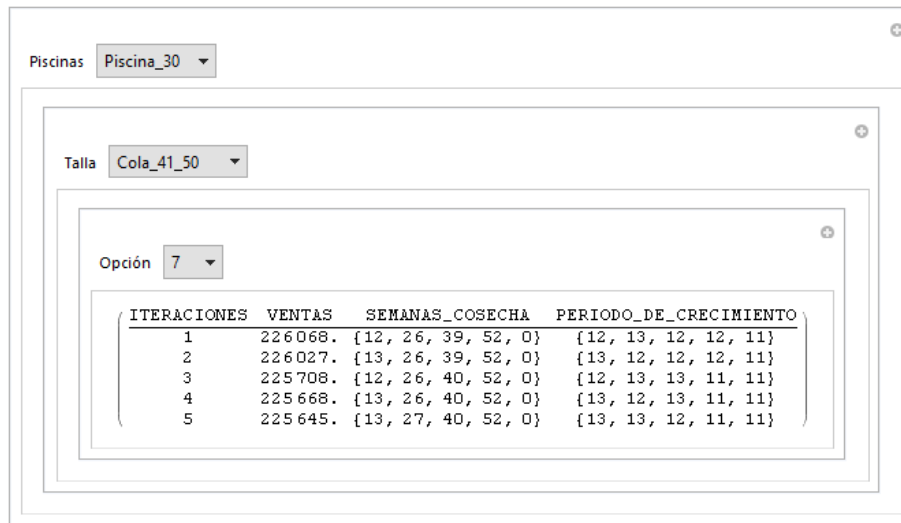 Piscinas Piscina_30
Talla Cola_41_50
Opción 7
ITERACIONES VENTAS SEMANAS_COSECHA PERIODO_DE_CRECIMIENTO
1 226068. {12, 26, 39, 52, 0} {12, 13, 12, 12, 11}
2 226027. {13, 26, 39, 52, 0} {13, 12, 12, 12, 11}
3 225708. {12, 26, 40, 52, 0} {12, 13, 13, 11, 11}
4 225668. {13, 26, 40, 52, 0} {13, 12, 13, 11, 11}
5 225645. {13, 27, 40, 52, 0} {13, 13, 12, 11, 11}